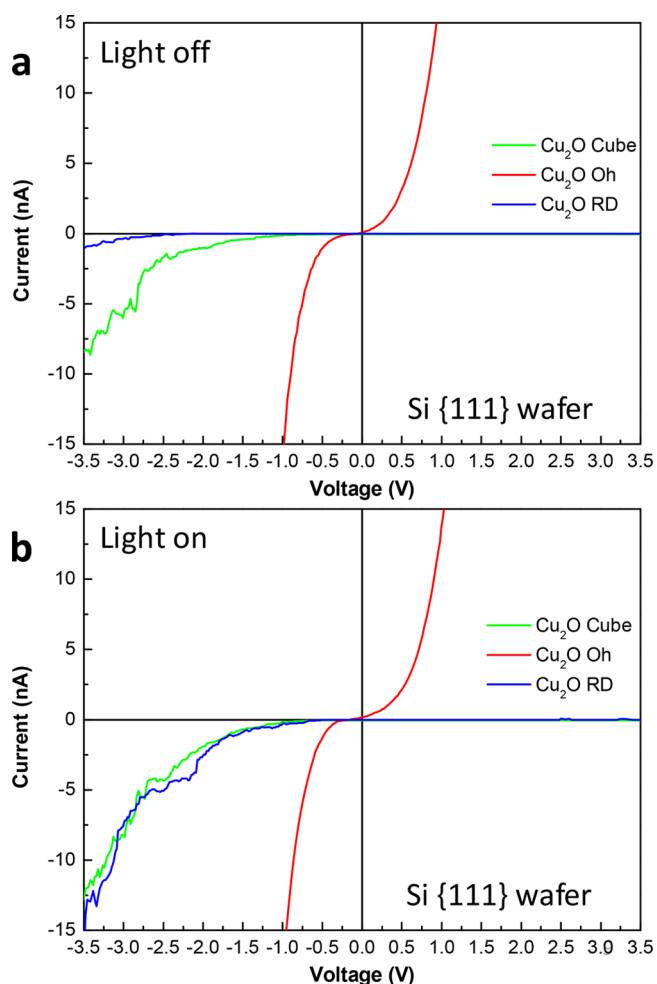 a
Light off
15
10
5
0
-5
-10
-15
Current (nA)
Cu₂O Cube
Cu₂O Oh
Cu₂O RD
Si {111} wafer
-3.5 -3.0 -2.5 -2.0 -1.5 -1.0 -0.5 0.0 0.5 1.0 1.5 2.0 2.5 3.0 3.5
Voltage (V)
b
Light on
15
10
5
0
-5
-10
-15
Current (nA)
Cu₂O Cube
Cu₂O Oh
Cu₂O RD
Si {111} wafer
-3.5 -3.0 -2.5 -2.0 -1.5 -1.0 -0.5 0.0 0.5 1.0 1.5 2.0 2.5 3.0 3.5
Voltage (V)